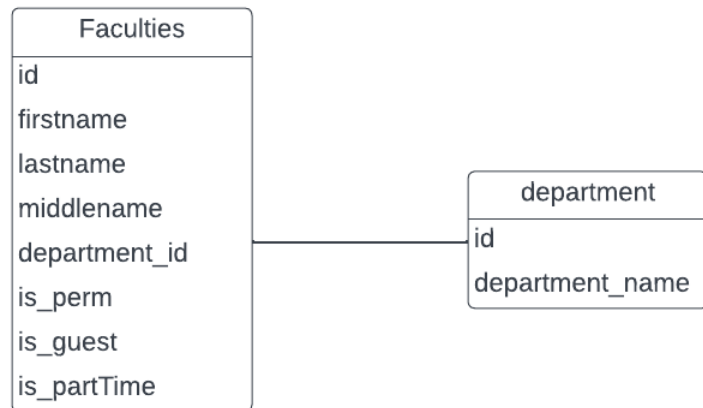 Faculties
id
firstname
lastname
middlename
department_id
is_perm
is_guest
is_partTime
department
id
department_name